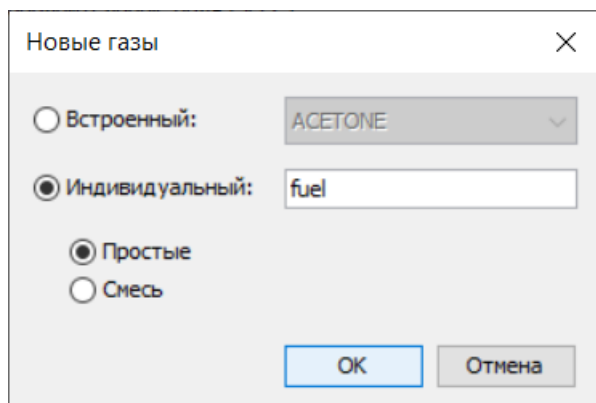 Новые газы
Встроенный: ACETONE
Индивидуальный: fuel
Простые
Смесь
OK Отмена